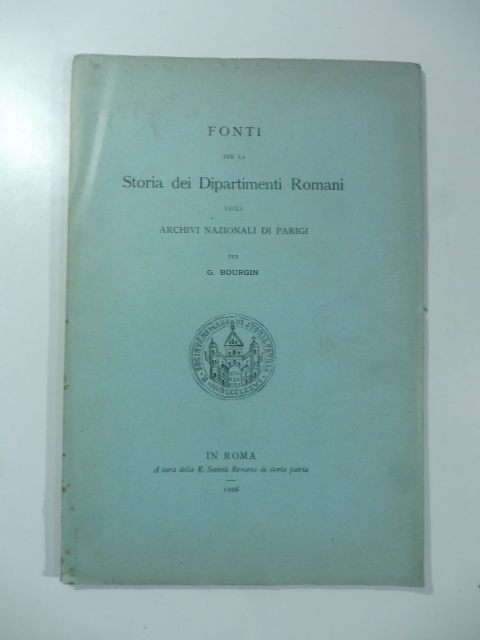 FONTI
PER LA
Storia dei Dipartimenti Romani
NEGLI
ARCHIVI NAZIONALI DI PARIGI
PER
G. BOURGIN
IN ROMA
A cura della R. Società Romana di storia patria
1906